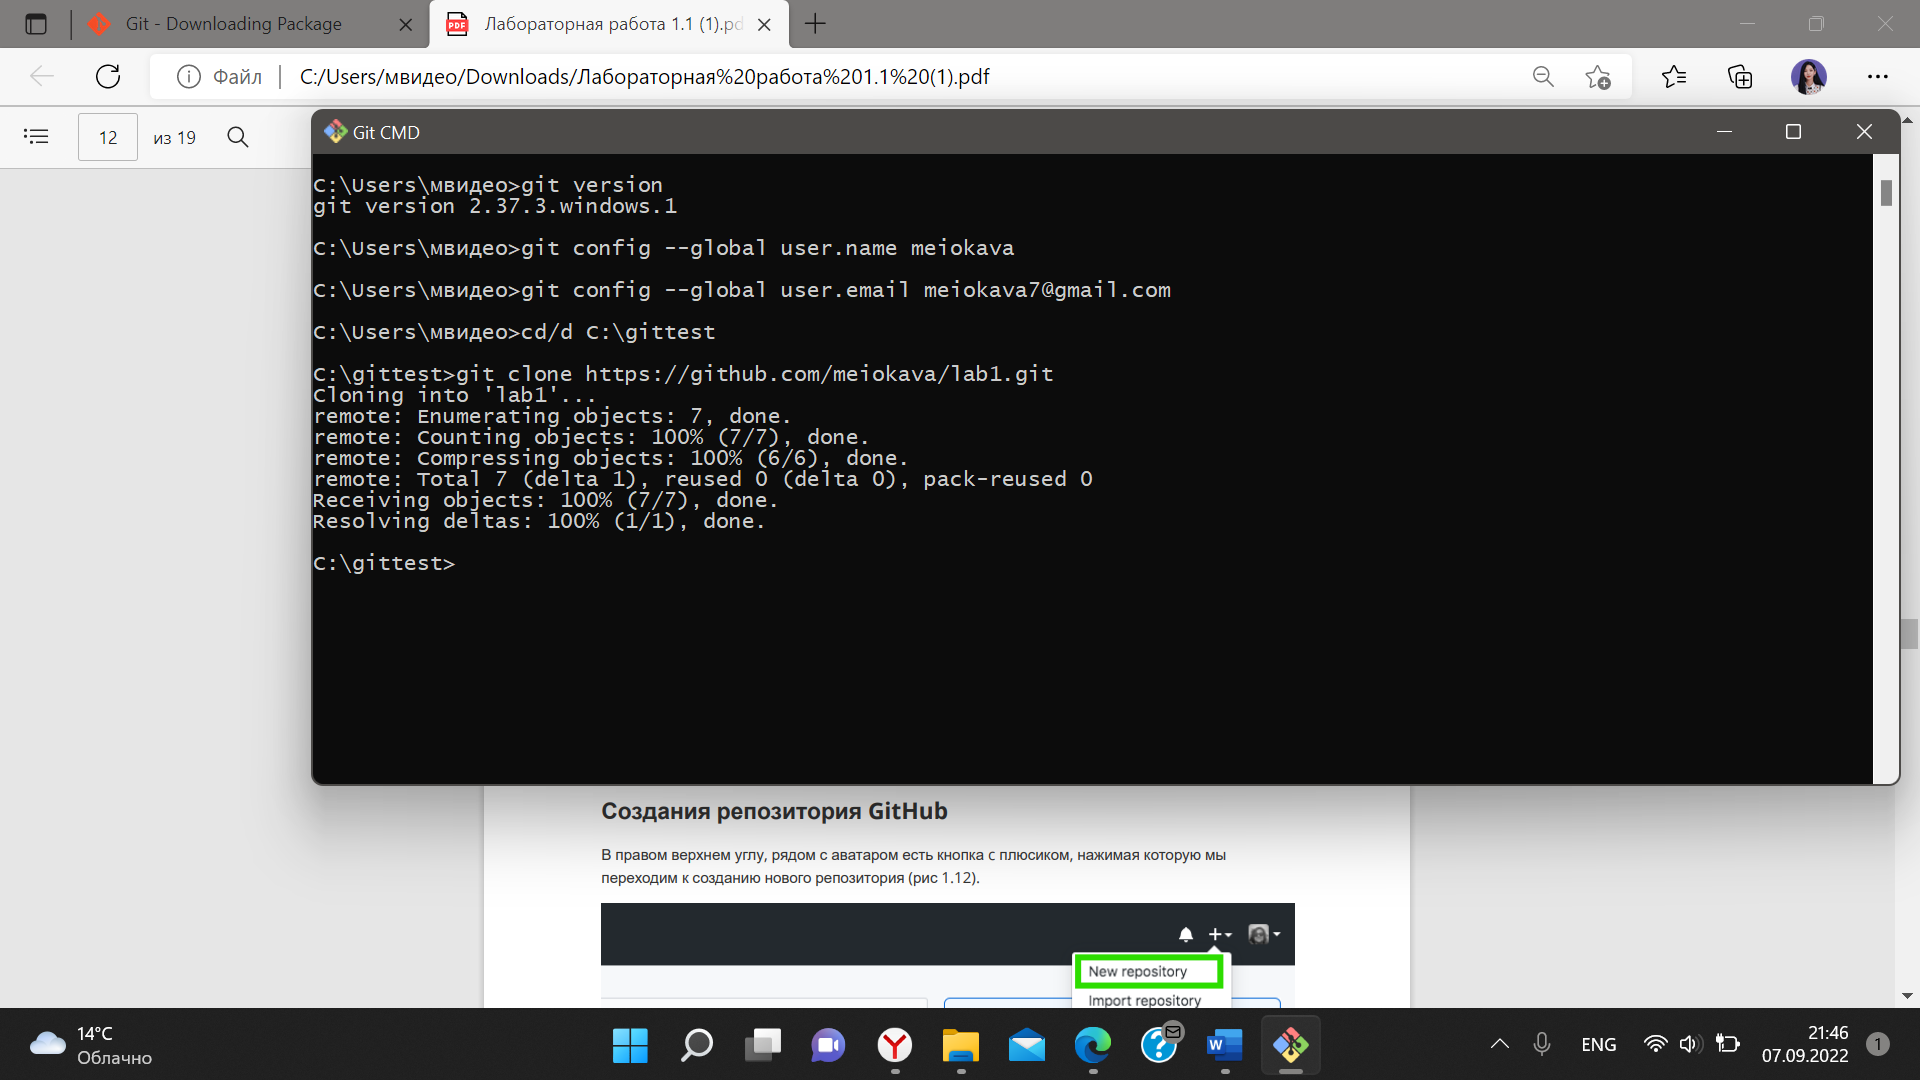 Git - Downloading Package
Лабораторная работа 1.1 (1).pd
Файл
C:/Users/мвидео/Downloads/Лабораторная%20работа%201.1%20(1).pdf
12 из 19
Git CMD
C:\Users\мвидео>git version
git version 2.37.3.windows.1
C:\Users\мвидео>git config --global user.name meiokava
C:\Users\мвидео>git config --global user.email meiokava7@gmail.com
C:\Users\мвидео>cd/d C:\gittest
C:\gittest>git clone https://github.com/meiokava/lab1.git
Cloning into 'lab1'...
remote: Enumerating objects: 7, done.
remote: Counting objects: 100% (7/7), done.
remote: Compressing objects: 100% (6/6), done.
remote: Total 7 (delta 1), reused 0 (delta 0), pack-reused 0
Receiving objects: 100% (7/7), done.
Resolving deltas: 100% (1/1), done.
C:\gittest>
Создания репозитория GitHub
В правом верхнем углу, рядом с аватаром есть кнопка с плюсиком, нажимая которую мы
переходим к созданию нового репозитория (рис 1.12).
New repository
Import repository
14°C
Облачно
ENG
21:46
07.09.2022
1